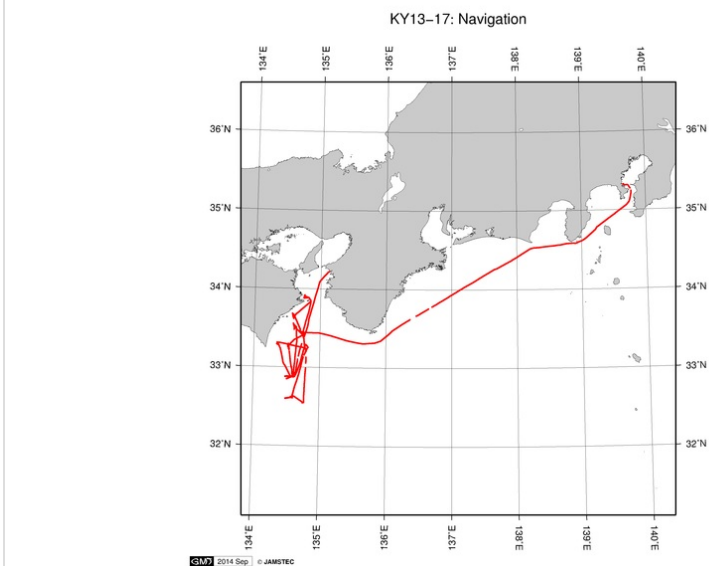 KY13−17: Navigation
134˚E 135˚E 136˚E 137˚E 138˚E 139˚E 140˚E
36˚N 36˚N
35˚N 35˚N
34˚N 34˚N
33˚N 33˚N
32˚N 32˚N
134˚E 135˚E 136˚E 137˚E 138˚E 139˚E 140˚E
GMD 2014 Sep © JAMSTEC